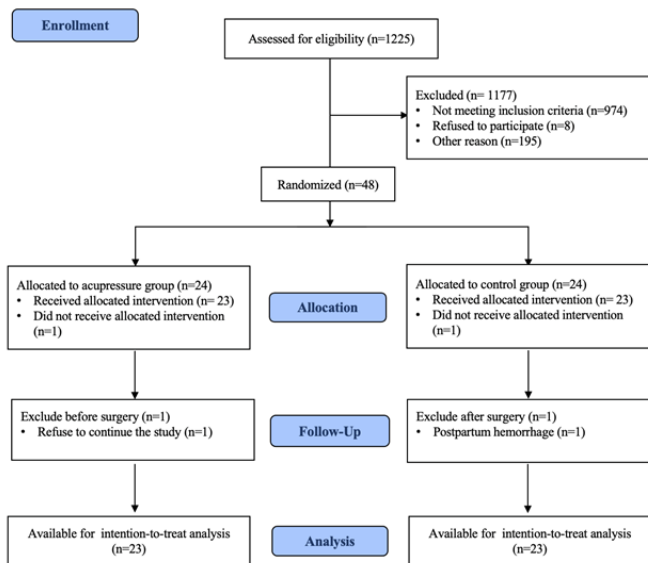 Enrollment
Assessed for eligibility (n=1225)
Excluded (n= 1177)
• Not meeting inclusion criteria (n=974)
• Refused to participate (n=8)
• Other reason (n=195)
Randomized (n=48)
Allocated to acupressure group (n=24)
• Received allocated intervention (n= 23)
• Did not receive allocated intervention
(n=1)
Allocation
Allocated to control group (n=24)
• Received allocated intervention (n= 23)
• Did not receive allocated intervention
(n=1)
Exclude before surgery (n=1)
• Refuse to continue the study (n=1)
Follow-Up
Exclude after surgery (n=1)
• Postpartum hemorrhage (n=1)
Available for intention-to-treat analysis
(n=23)
Analysis
Available for intention-to-treat analysis
(n=23)